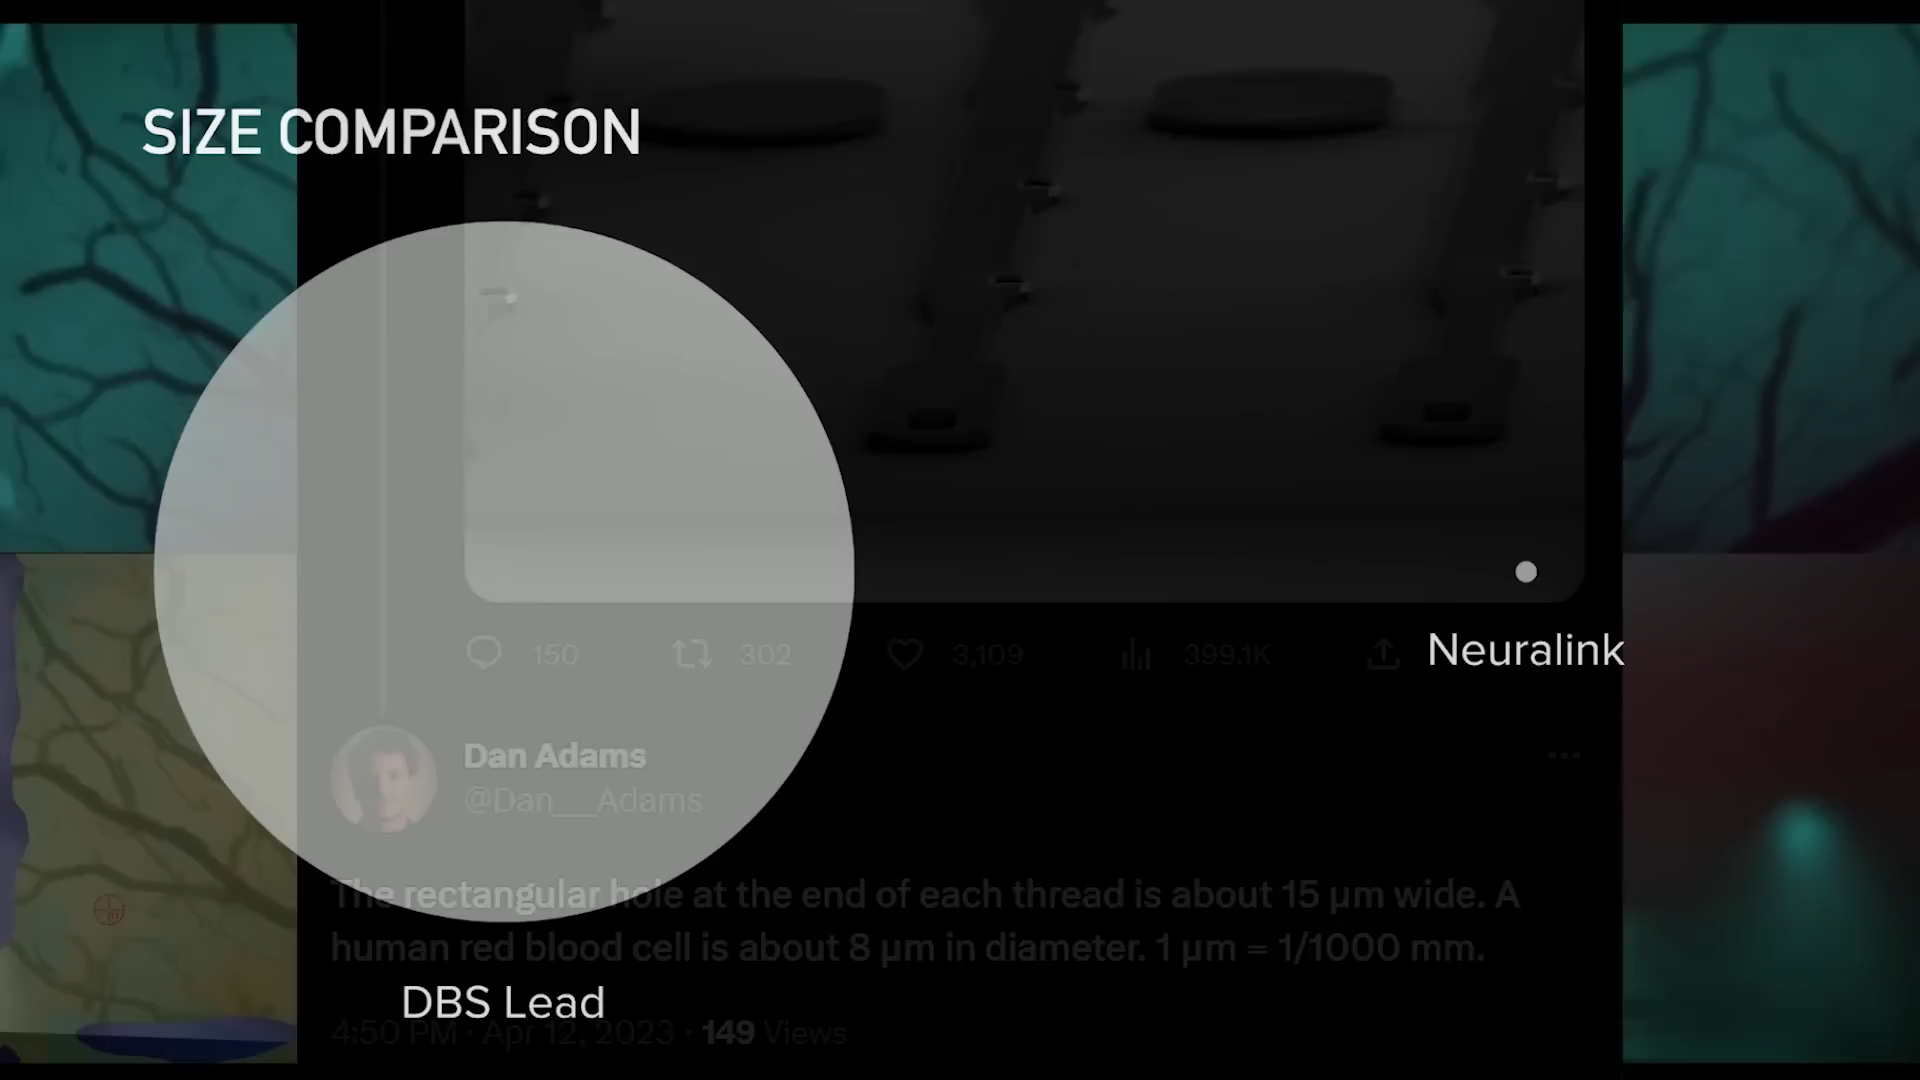 SIZE COMPARISON
150 302 3,109 399.1K
Neuralink
Dan Adams
@Dan___Adams
The rectangular hole at the end of each thread is about 15 µm wide. A
human red blood cell is about 8 µm in diameter. 1 µm = 1/1000 mm.
DBS Lead
4:50 PM · Apr 12, 2023 · 149 Views